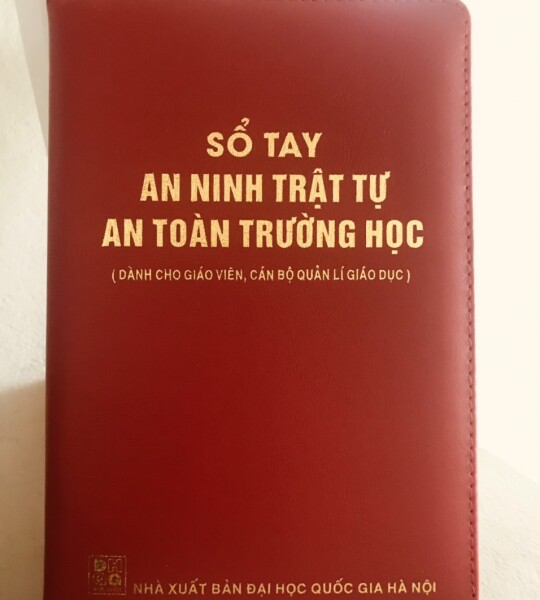 SỔ TAY
AN NINH TRẬT TỰ
AN TOÀN TRƯỜNG HỌC
( DÀNH CHO GIÁO VIÊN, CÁN BỘ QUẢN LÍ GIÁO DỤC )
NHÀ XUẤT BẢN ĐẠI HỌC QUỐC GIA HÀ NỘI